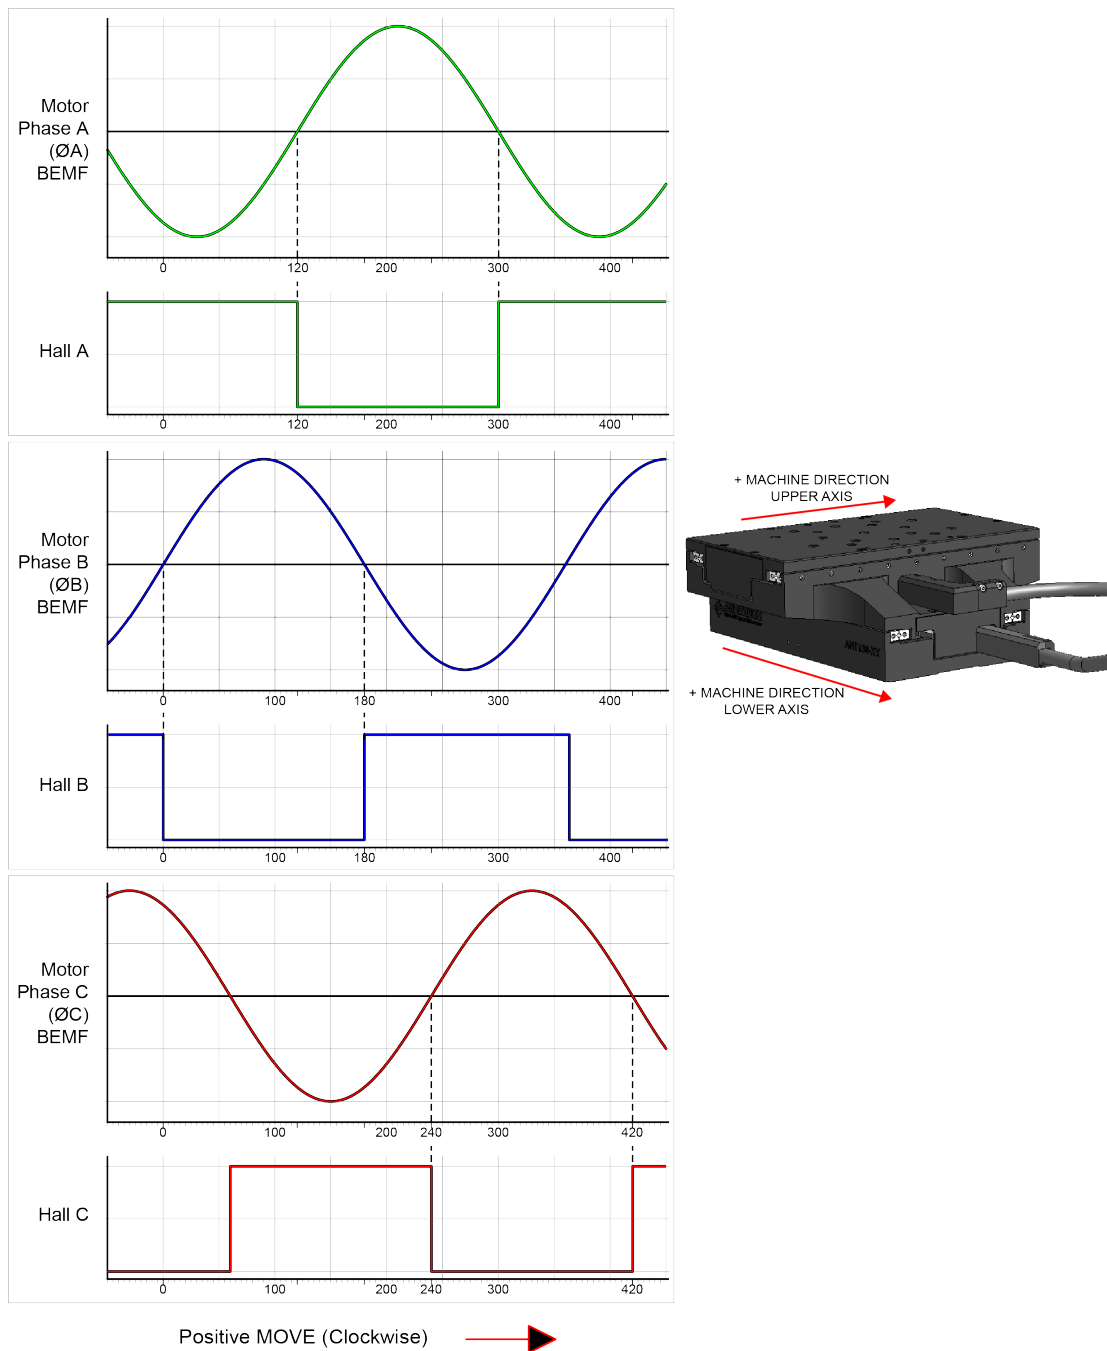 Motor
Phase A
(ØA)
BEMF
0 120 200 300 400
Hall A
0 120 200 300 400
Motor
Phase B
(ØB)
BEMF
0 100 180 300 400
Hall B
0 100 180 300 400
Motor
Phase C
(ØC)
BEMF
0 100 200 240 300 420
Hall C
0 100 200 240 300 420
Positive MOVE (Clockwise)
+ MACHINE DIRECTION
UPPER AXIS
+ MACHINE DIRECTION
LOWER AXIS